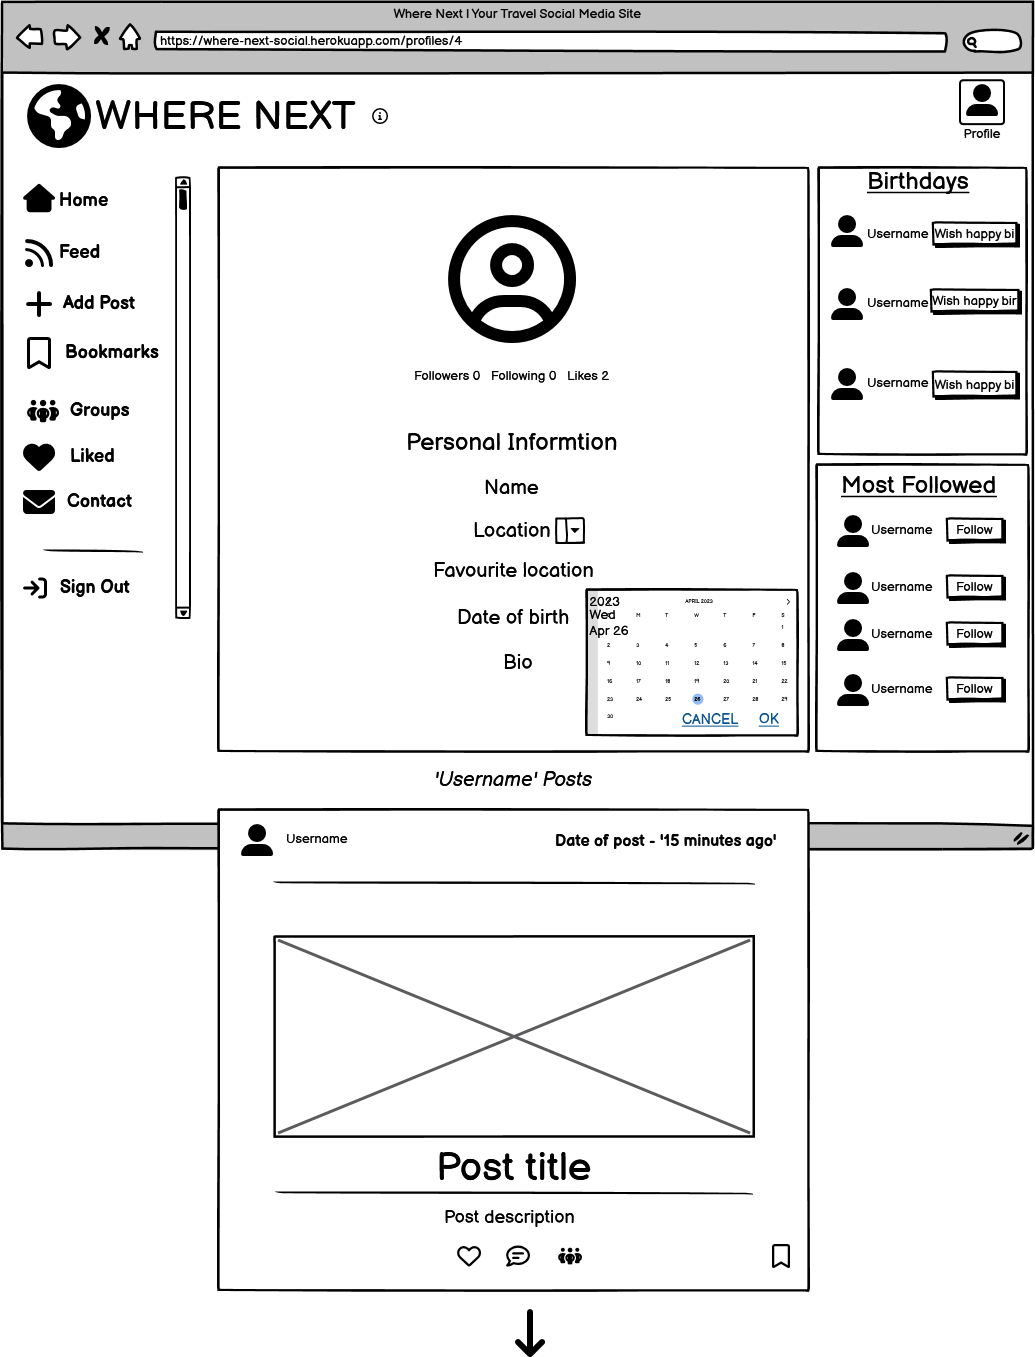 Where Next | Your Travel Social Media Site
https://where-next-social.herokuapp.com/profiles/4
WHERE NEXT
Profile
Home
Feed
Add Post
Bookmarks
Groups
Liked
Contact
Sign Out
Followers 0 Following 0 Likes 2
Personal Informtion
Name
Location
Favourite location
Date of birth
Bio
2023
Wed
Apr 26
APRIL 2023
M T W T F S
1
2 3 4 5 6 7 8
9 10 11 12 13 14 15
16 17 18 19 20 21 22
23 24 25 26 27 28 29
30
CANCEL OK
Birthdays
Username Wish happy bi
Username Wish happy bir
Username Wish happy bi
Most Followed
Username Follow
Username Follow
Username Follow
Username Follow
'Username' Posts
Username
Date of post - '15 minutes ago'
Post title
Post description